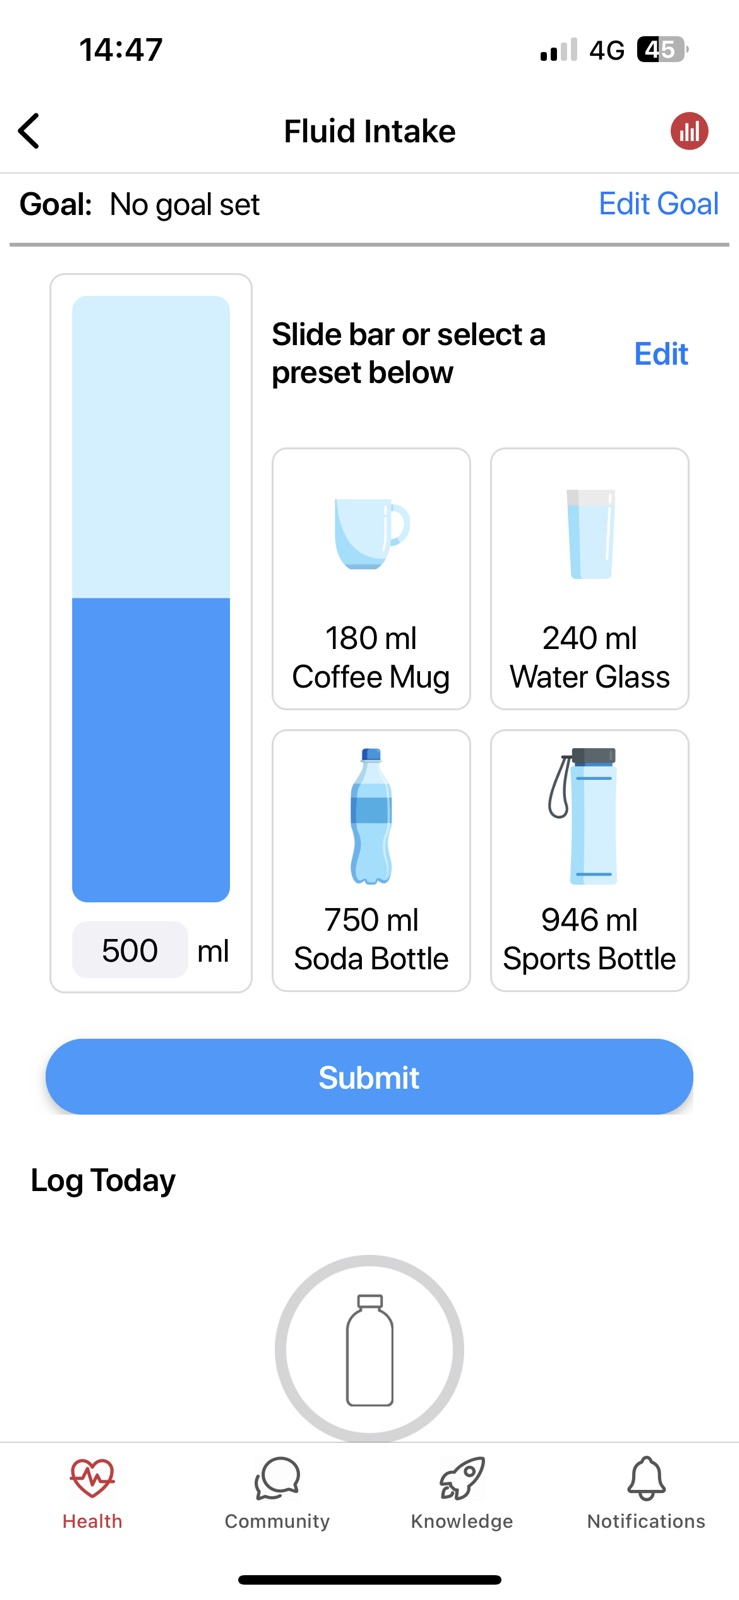 14:47
4G
45
Fluid Intake
Goal: No goal set
Edit Goal
Slide bar or select a
preset below
Edit
180 ml
Coffee Mug
240 ml
Water Glass
750 ml
Soda Bottle
946 ml
Sports Bottle
500 ml
Submit
Log Today
Health
Community
Knowledge
Notifications